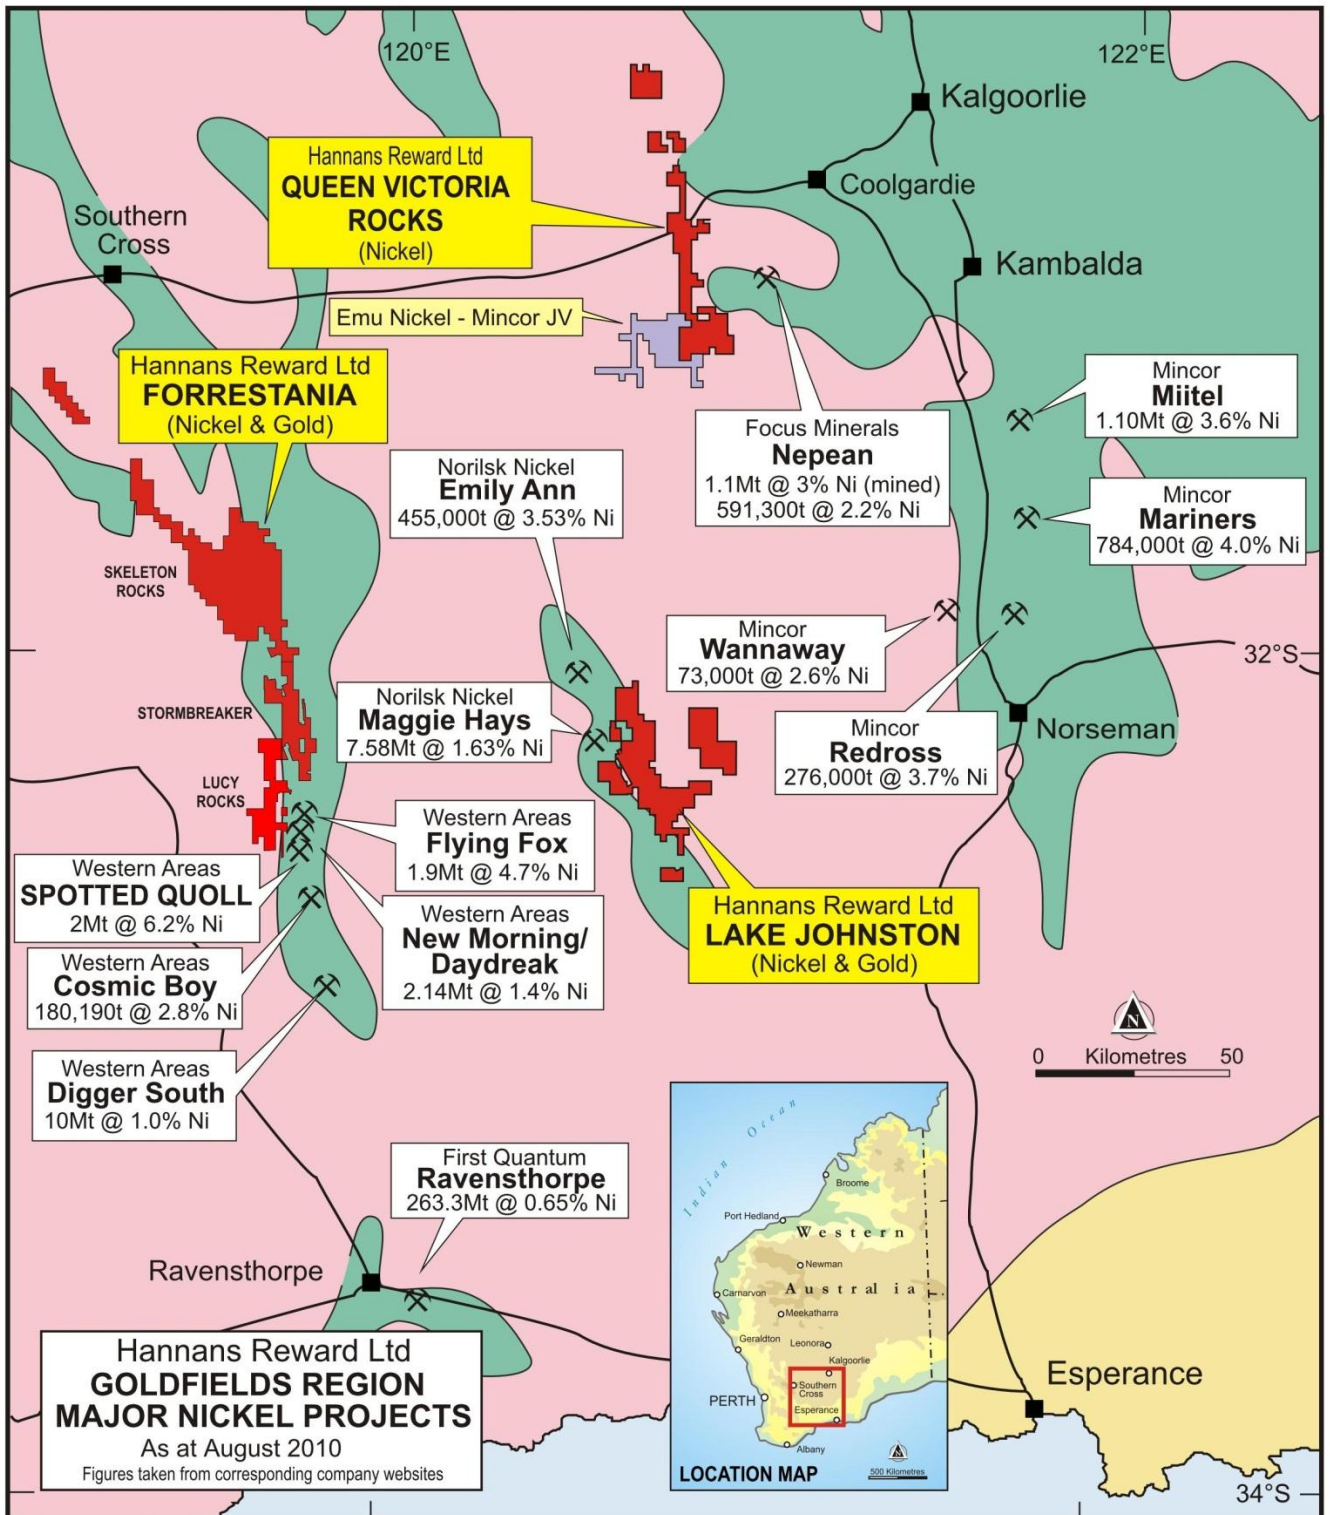 120°E
122°E
Kalgoorlie
Hannans Reward Ltd
QUEEN VICTORIA
ROCKS
(Nickel)
Coolgardie
Southern
Cross
Kambalda
Emu Nickel - Mincor JV
Hannans Reward Ltd
FORRESTANIA
(Nickel & Gold)
Mincor
Miitel
1.10Mt @ 3.6% Ni
Focus Minerals
Nepean
1.1Mt @ 3% Ni (mined)
591,300t @ 2.2% Ni
Norilsk Nickel
Emily Ann
455,000t @ 3.53% Ni
Mincor
Mariners
784,000t @ 4.0% Ni
SKELETON
ROCKS
Mincor
Wannaway
73,000t @ 2.6% Ni
32°S
Norilsk Nickel
Maggie Hays
7.58Mt @ 1.63% Ni
STORMBREAKER
Mincor
Redross
276,000t @ 3.7% Ni
Norseman
LUCY
ROCKS
Western Areas
Flying Fox
1.9Mt @ 4.7% Ni
Western Areas
SPOTTED QUOLL
2Mt @ 6.2% Ni
Western Areas
New Morning/
Daydreak
2.14Mt @ 1.4% Ni
Hannans Reward Ltd
LAKE JOHNSTON
(Nickel & Gold)
Western Areas
Cosmic Boy
180,190t @ 2.8% Ni
N
0 Kilometres 50
Western Areas
Digger South
10Mt @ 1.0% Ni
First Quantum
Ravensthorpe
263.3Mt @ 0.65% Ni
Ravensthorpe
Indian Ocean
Broome
Port Hedland
Western
Newman
Australia
Carnarvon
Meekatharra
Geraldton
Leonora
Kalgoorlie
Southern
Cross
PERTH
Esperance
Albany
N
500 Kilometres
LOCATION MAP
Esperance
Hannans Reward Ltd
GOLDFIELDS REGION
MAJOR NICKEL PROJECTS
As at August 2010
Figures taken from corresponding company websites
34°S